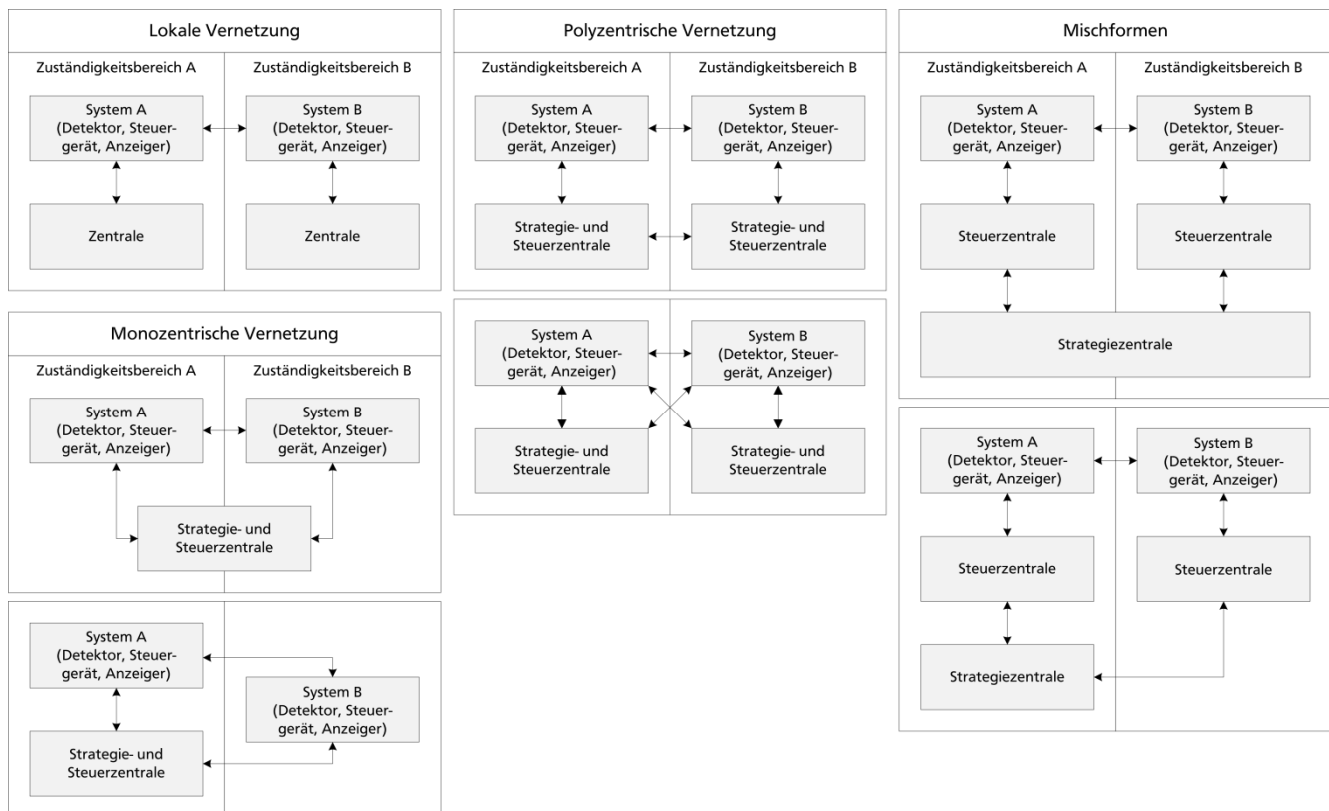 Lokale Vernetzung
Zuständigkeitsbereich A
Zuständigkeitsbereich B
System A
(Detektor, Steuer-
gerät, Anzeiger)
System B
(Detektor, Steuer-
gerät, Anzeiger)
Zentrale
Zentrale
Monozentrische Vernetzung
Zuständigkeitsbereich A
Zuständigkeitsbereich B
System A
(Detektor, Steuer-
gerät, Anzeiger)
System B
(Detektor, Steuer-
gerät, Anzeiger)
Strategie- und
Steuerzentrale
System A
(Detektor, Steuer-
gerät, Anzeiger)
System B
(Detektor, Steuer-
gerät, Anzeiger)
Strategie- und
Steuerzentrale
Polyzentrische Vernetzung
Zuständigkeitsbereich A
Zuständigkeitsbereich B
System A
(Detektor, Steuer-
gerät, Anzeiger)
System B
(Detektor, Steuer-
gerät, Anzeiger)
Strategie- und
Steuerzentrale
Strategie- und
Steuerzentrale
System A
(Detektor, Steuer-
gerät, Anzeiger)
System B
(Detektor, Steuer-
gerät, Anzeiger)
Strategie- und
Steuerzentrale
Strategie- und
Steuerzentrale
Mischformen
Zuständigkeitsbereich A
Zuständigkeitsbereich B
System A
(Detektor, Steuer-
gerät, Anzeiger)
System B
(Detektor, Steuer-
gerät, Anzeiger)
Steuerzentrale
Steuerzentrale
Strategiezentrale
System A
(Detektor, Steuer-
gerät, Anzeiger)
System B
(Detektor, Steuer-
gerät, Anzeiger)
Steuerzentrale
Steuerzentrale
Strategiezentrale